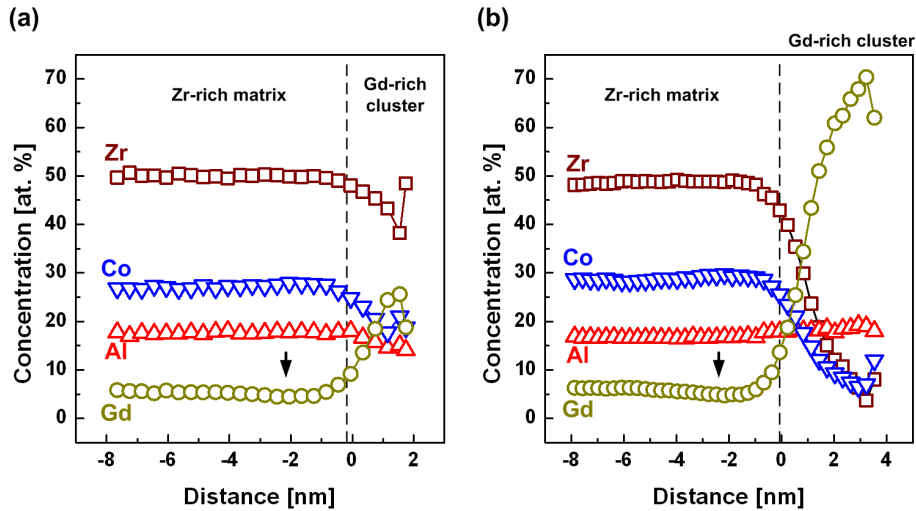 (a)
Zr-rich matrix
Gd-rich
cluster
Zr
Co
Al
Gd
70
60
50
40
30
20
10
5
0
-8
-6
-4
-2
0
2
Concentration [at. %]
Distance [nm]
(b)
Gd-rich cluster
Zr-rich matrix
Zr
Co
Al
Gd
70
60
50
40
30
20
10
5
0
-8
-6
-4
-2
0
2
4
Concentration [at. %]
Distance [nm]